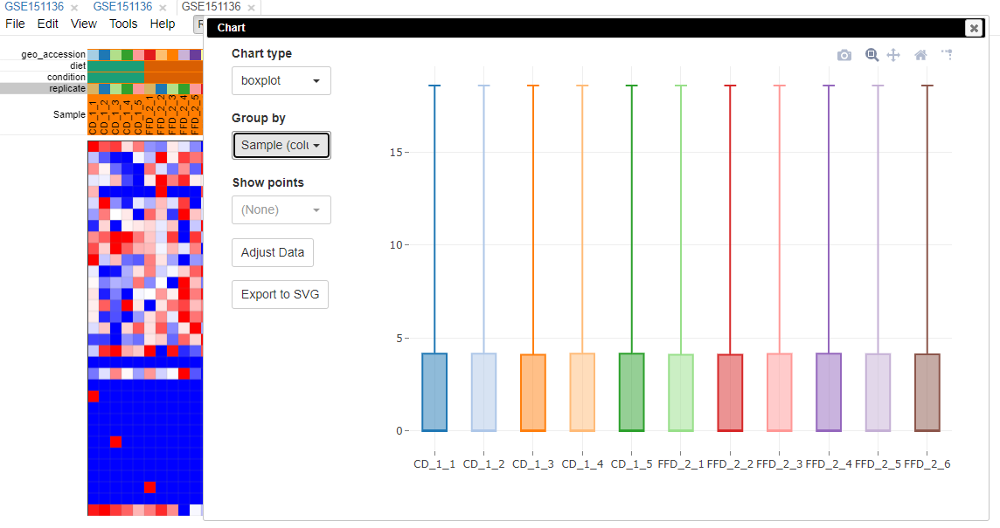 GSE151136 × GSE151136 × GSE151136 ×
File Edit View Tools Help
Chart
geo_accession
diet
condition
replicate
Sample
CD_1_1 CD_1_2 CD_1_3 CD_1_4 CD_1_5 FFD_2_1 FFD_2_2 FFD_2_3 FFD_2_4 FFD_2_5
Chart type
boxplot
Group by
Sample (colu
Show points
(None)
Adjust Data
Export to SVG
15
10
5
0
CD_1_1 CD_1_2 CD_1_3 CD_1_4 CD_1_5 FFD_2_1 FFD_2_2 FFD_2_3 FFD_2_4 FFD_2_5 FFD_2_6